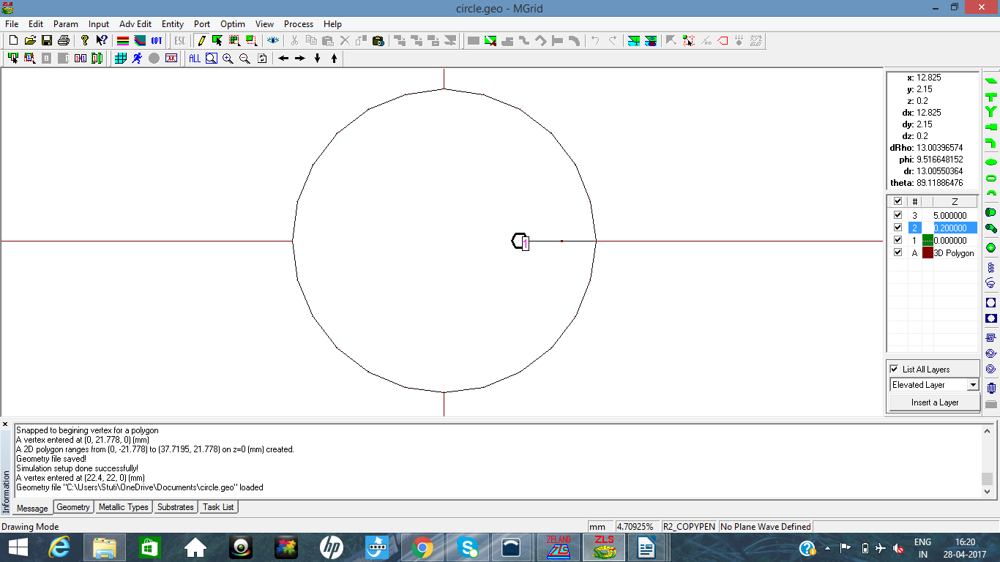 circle.geo - MGrid
File Edit Param Input Adv Edit Entity Port Optim View Process Help
OPT ESC
ALL
1
x: 12.825
y: 2.15
z: 0.2
dx: 12.825
dy: 2.15
dz: 0.2
dRho: 13.00396574
phi: 9.516648152
dr: 13.00550364
theta: 89.11886476
# Z
3 5.000000
2 0.200000
1 0.000000
A 3D Polygon
List All Layers
Elevated Layer
Insert a Layer
Snapped to begining vertex for a polygon
A vertex entered at (0, 21.778, 0) (mm)
A 2D polygon ranges from (0, -21.778) to (37.7195, 21.778) on z=0 (mm) created.
Geometry file saved!
Simulation setup done successfully!
A vertex entered at (22.4, 22, 0) (mm)
Geometry file "C:\Users\Stuti\OneDrive\Documents\circle.geo" loaded
Information
Message Geometry Metallic Types Substrates Task List
Drawing Mode mm 4.70925% R2_COPYPEN No Plane Wave Defined
hp ZELAND ZLS ENG 16:20
IN 28-04-2017